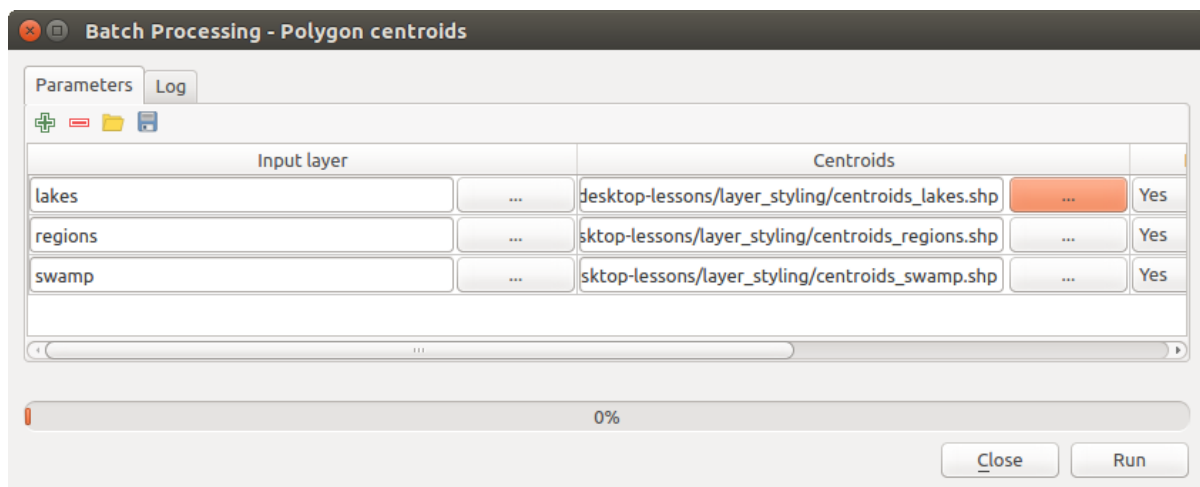 Batch Processing - Polygon centroids
Parameters Log
Input layer Centroids
lakes ... desktop-lessons/layer_styling/centroids_lakes.shp ... Yes
regions ... sktop-lessons/layer_styling/centroids_regions.shp ... Yes
swamp ... sktop-lessons/layer_styling/centroids_swamp.shp ... Yes
0%
Close Run